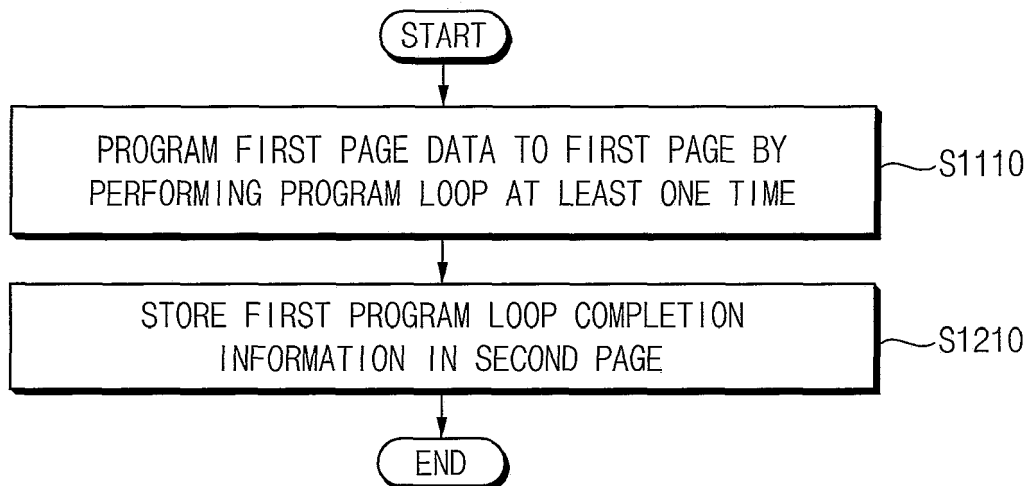 START
PROGRAM FIRST PAGE DATA TO FIRST PAGE BY
PERFORMING PROGRAM LOOP AT LEAST ONE TIME
S1110
STORE FIRST PROGRAM LOOP COMPLETION
INFORMATION IN SECOND PAGE
S1210
END